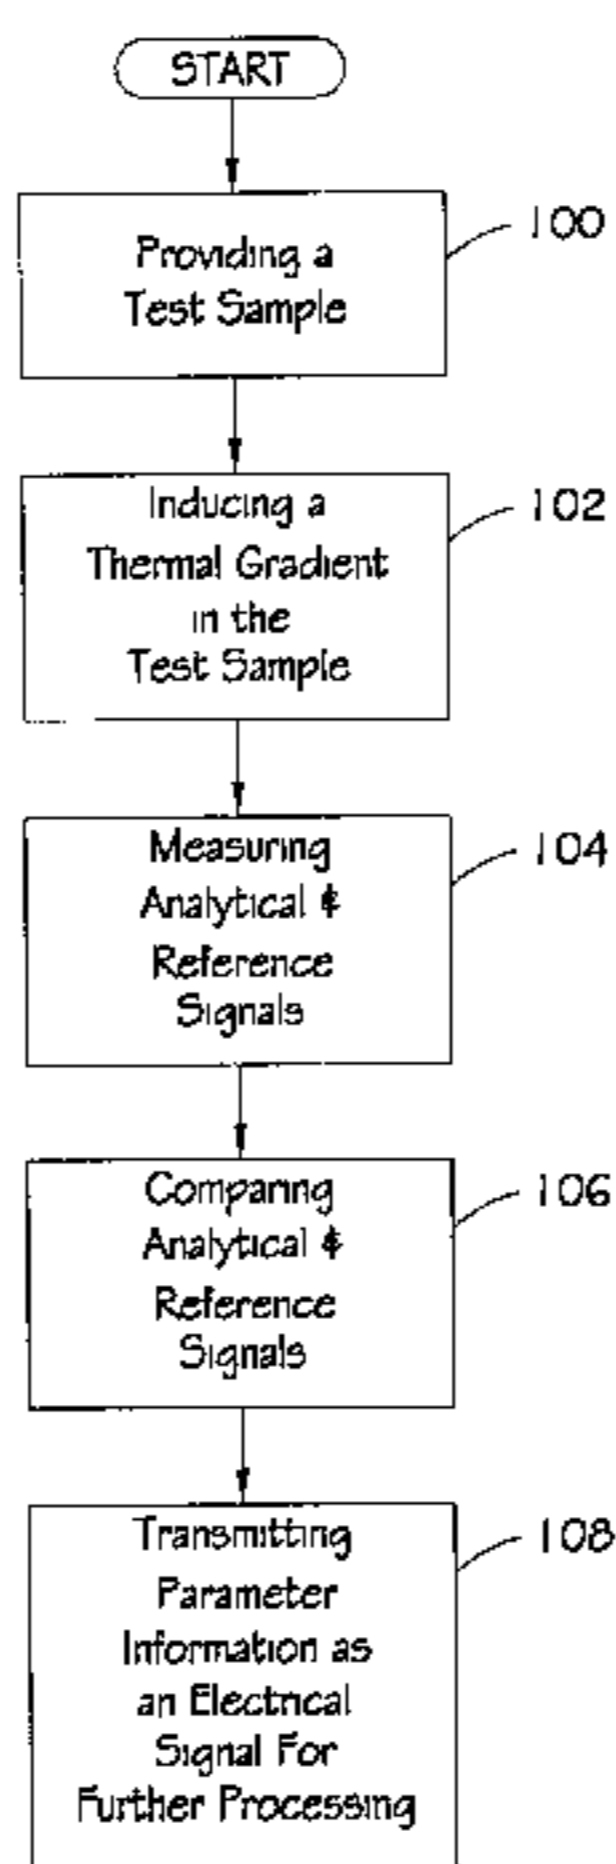 START
Providing a
Test Sample
100
Inducing a
Thermal Gradient
in the
Test Sample
102
Measuring
Analytical &
Reference
Signals
104
Comparing
Analytical &
Reference
Signals
106
Transmitting
Parameter
Information as
an Electrical
Signal For
Further Processing
108